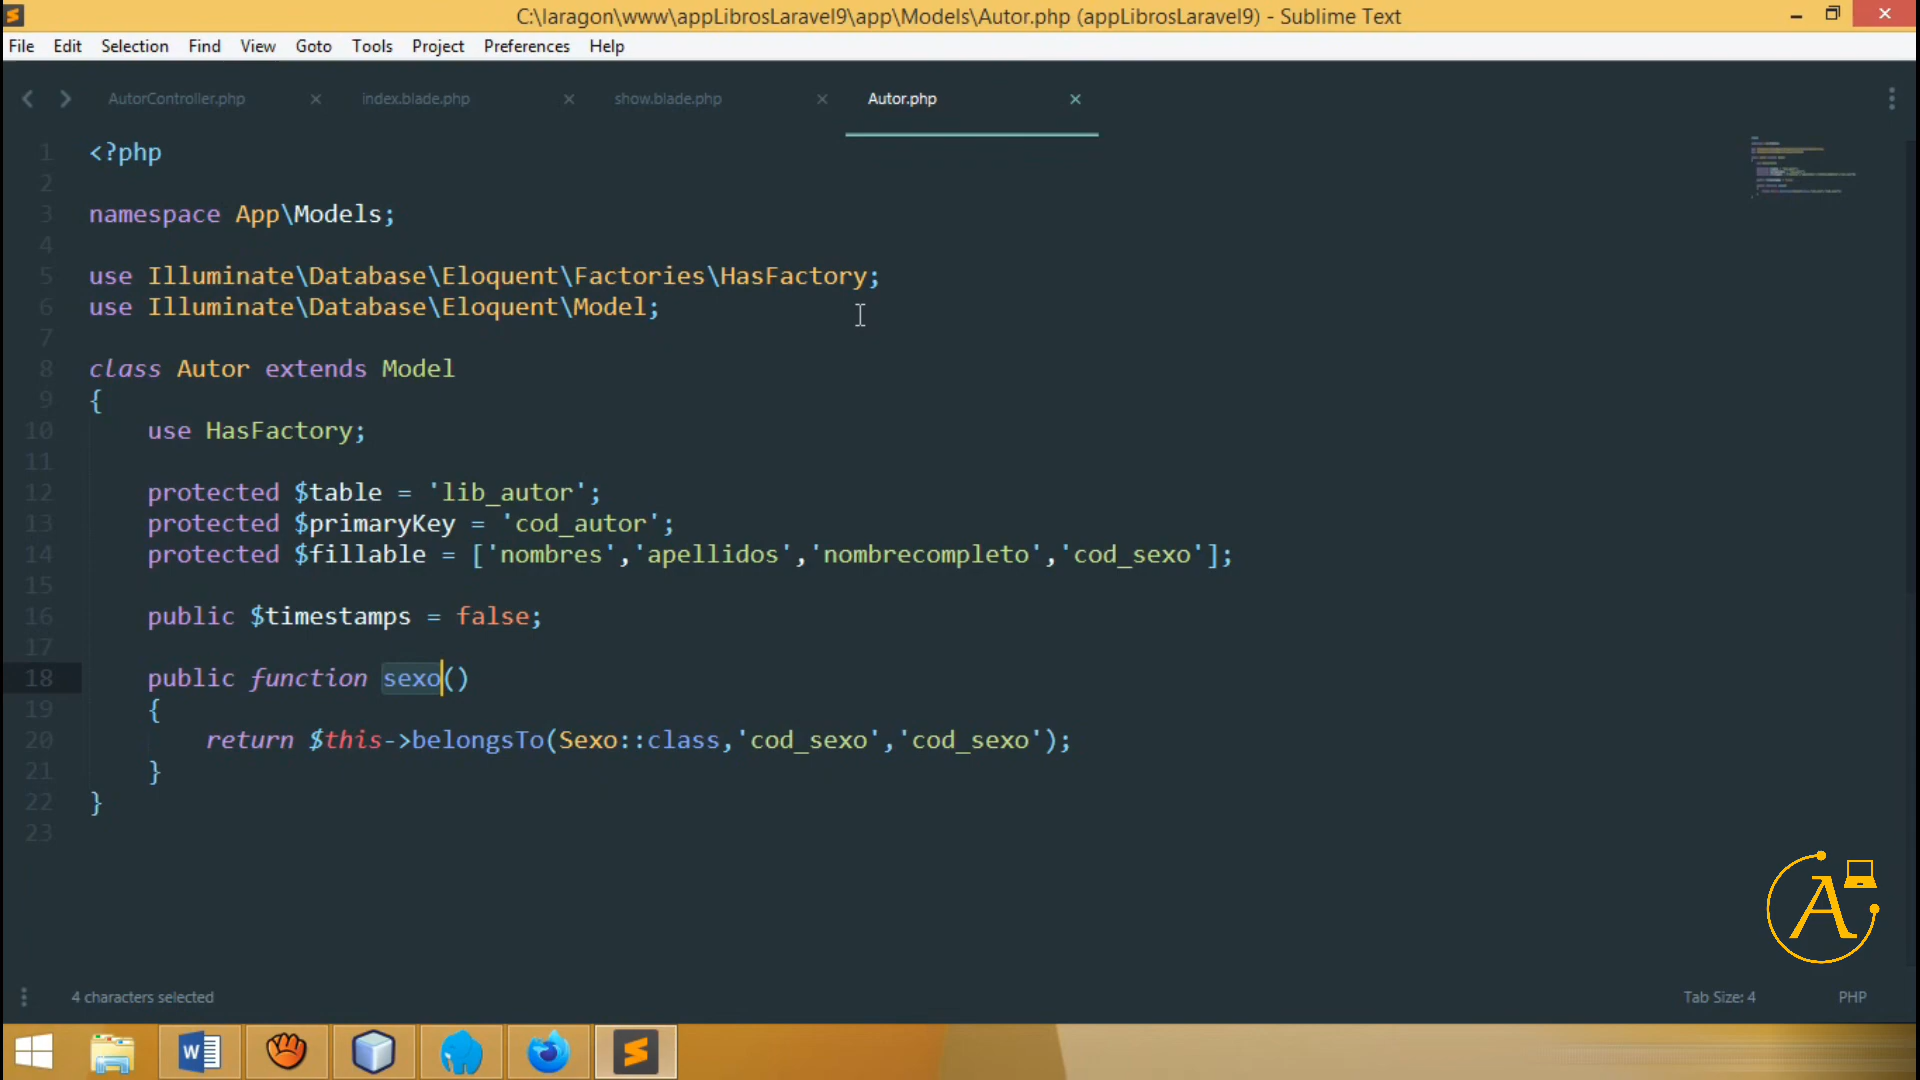 C:\laragon\www\appLibrosLaravel9\app\Models\Autor.php (appLibrosLaravel9) - Sublime Text
File Edit Selection Find View Goto Tools Project Preferences Help
AutorController.php index.blade.php show.blade.php Autor.php
1 <?php
2
3 namespace App\Models;
4
5 use Illuminate\Database\Eloquent\Factories\HasFactory;
6 use Illuminate\Database\Eloquent\Model;
7
8 class Autor extends Model
9 {
10     use HasFactory;
11
12     protected $table = 'lib_autor';
13     protected $primaryKey = 'cod_autor';
14     protected $fillable = ['nombres','apellidos','nombrecompleto','cod_sexo'];
15
16     public $timestamps = false;
17
18     public function sexo()
19     {
20         return $this->belongsTo(Sexo::class,'cod_sexo','cod_sexo');
21     }
22 }
23
A
4 characters selected Tab Size: 4 PHP
W